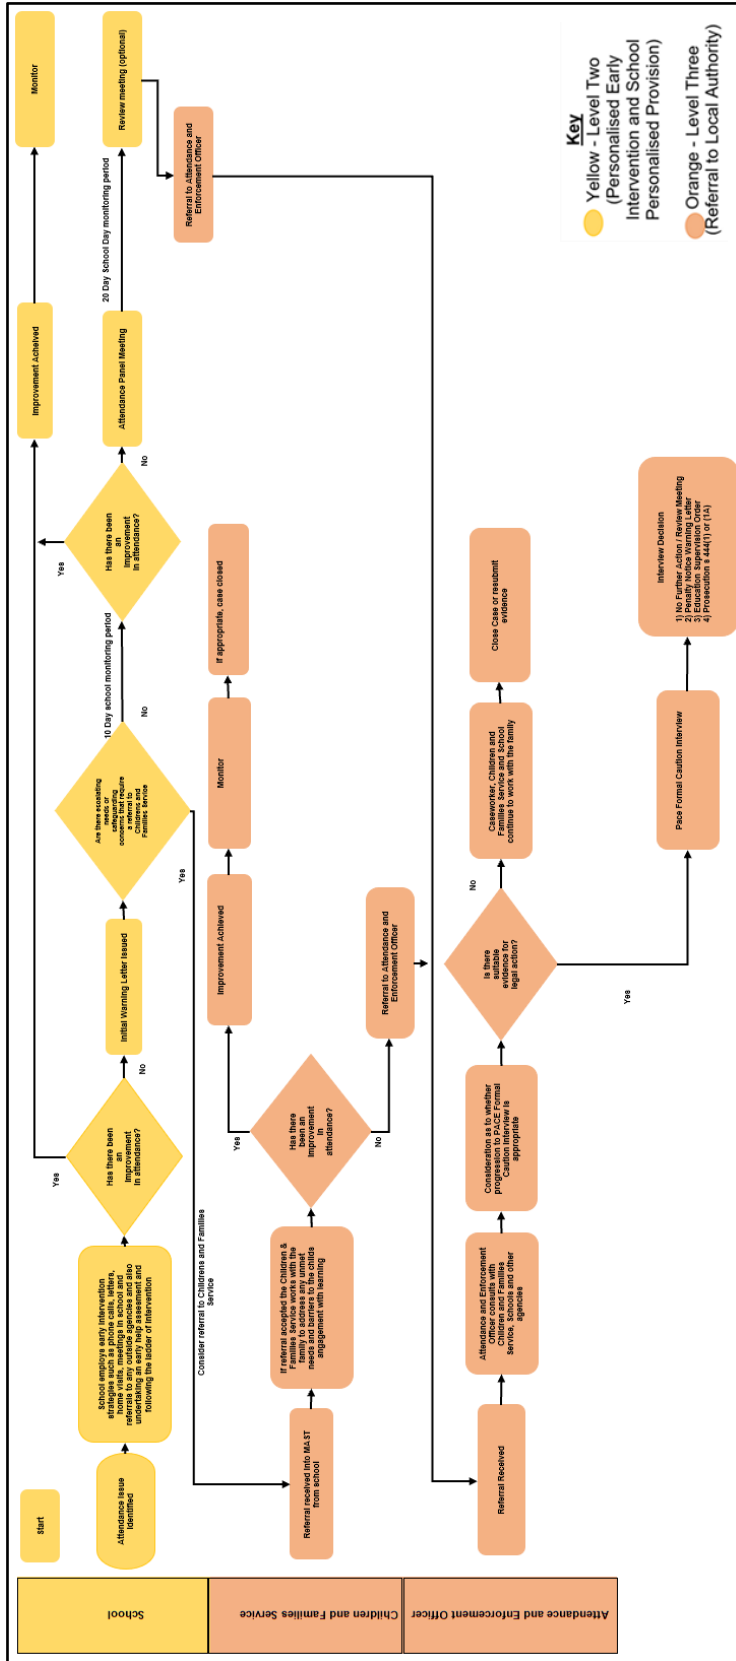 School
Start
Attendance Issue
Identified
School employs early intervention
strategies such as phone calls, letters,
home visits, meetings in school and
referrals to any outside agencies and also
undertaking an early help assessment and
following the ladder of intervention
Has there been
an
improvement
in attendance?
Yes
No
Initial Warning Letter Issued
Are there escalating
needs or
safeguarding
concerns that require
a referral to
Childrens and
Families Service
No
Yes
10 Day school monitoring period
Has there been
an
improvement
in attendance?
Yes
No
Improvement Acheived
Monitor
Attendance Panel Meeting
20 Day School Day monitoring period
Review meeting (optional)
Referral to Attendance and
Enforcement Officer
Consider referral to Childrens and Families
Service
Children and Families Service
Referral received into MAST
from school
If referral accepted the Children &
Families Service works with the
family to address any unmet
needs and barriers to the childs
angagement with learning
Has there
been an
improvement
in
attendance?
Yes
No
Improvement Achieved
Monitor
If appropriate, case closed
Referral to Attendance and
Enforcement Officer
Attendance and Enforcement Officer
Referral Received
Attendance and Enforcement
Officer consults with
Children and Families
Service, Schools and other
agencies
Consideration as to whether
progression to PACE Formal
Caution Interview is
appropriate
Is there
suitable
evidence for
legal action?
No
Yes
Caseworker, Children and
Families Service and School
continue to work with the family
Close Case or resubmit
evidence
Pace Formal Caution Interview
Interview Decision
1) No Further Action / Review Meeting
2) Penalty Notice Warning Letter
3) Education Supervision Order
4) Prosecution s 444(1) or (1A)
Key
Yellow - Level Two
(Personalised Early
Intervention and School
Personalised Provision)
Orange - Level Three
(Referral to Local Authority)